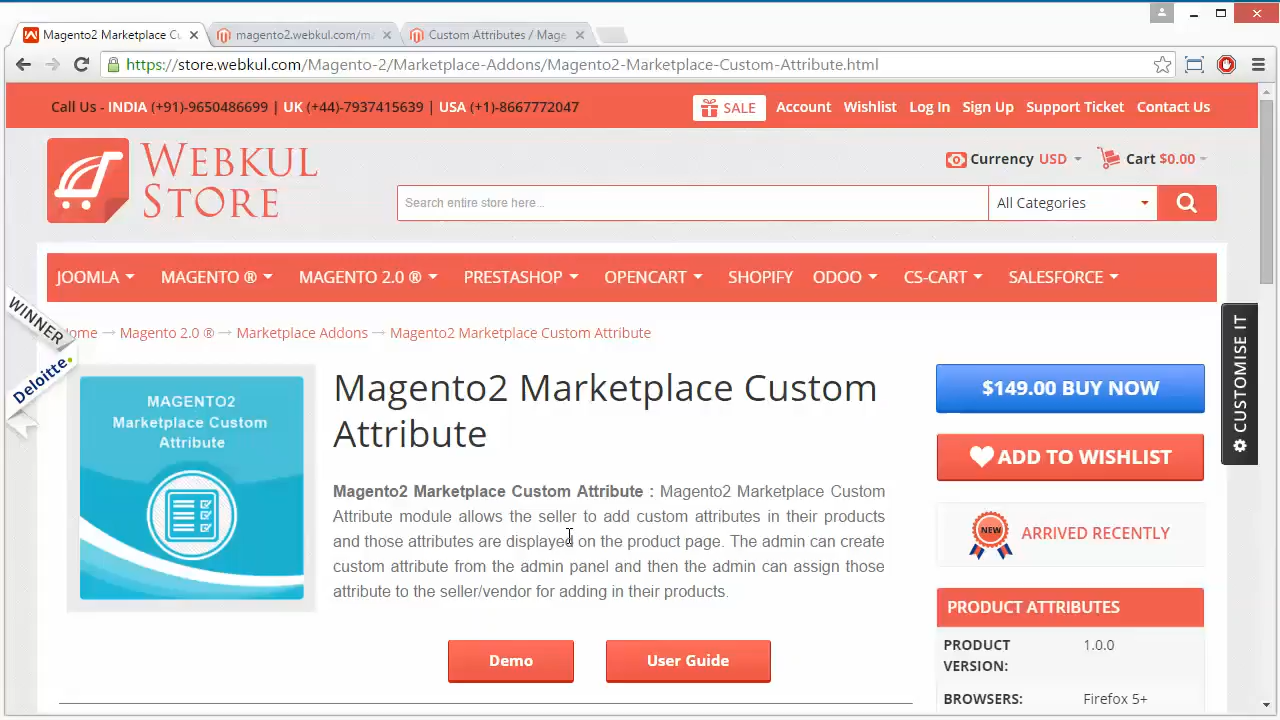 Magento2 Marketplace Cu
magento2.webkul.com/ma
Custom Attributes / Mage
https://store.webkul.com/Magento-2/Marketplace-Addons/Magento2-Marketplace-Custom-Attribute.html
Call Us - INDIA (+91)-9650486699 | UK (+44)-7937415639 | USA (+1)-8667772047
SALE Account Wishlist Log In Sign Up Support Ticket Contact Us
WEBKUL
STORE
Currency USD Cart $0.00
Search entire store here...
All Categories
JOOMLA MAGENTO ® MAGENTO 2.0 ® PRESTASHOP OPENCART SHOPIFY ODOO CS-CART SALESFORCE
WINNER
Deloitte.
ome → Magento 2.0 ® → Marketplace Addons → Magento2 Marketplace Custom Attribute
MAGENTO2
Marketplace Custom
Attribute
Magento2 Marketplace Custom
Attribute
Magento2 Marketplace Custom Attribute : Magento2 Marketplace Custom
Attribute module allows the seller to add custom attributes in their product
and those attributes are displayed on the product page. The admin can create
custom attribute from the admin panel and then the admin can assign those
attribute to the seller/vendor for adding in their products.
Demo
User Guide
$149.00 BUY NOW
ADD TO WISHLIST
NEW
ARRIVED RECENTLY
PRODUCT ATTRIBUTES
PRODUCT 1.0.0
VERSION:
BROWSERS: Firefox 5+
CUSTOMISE IT